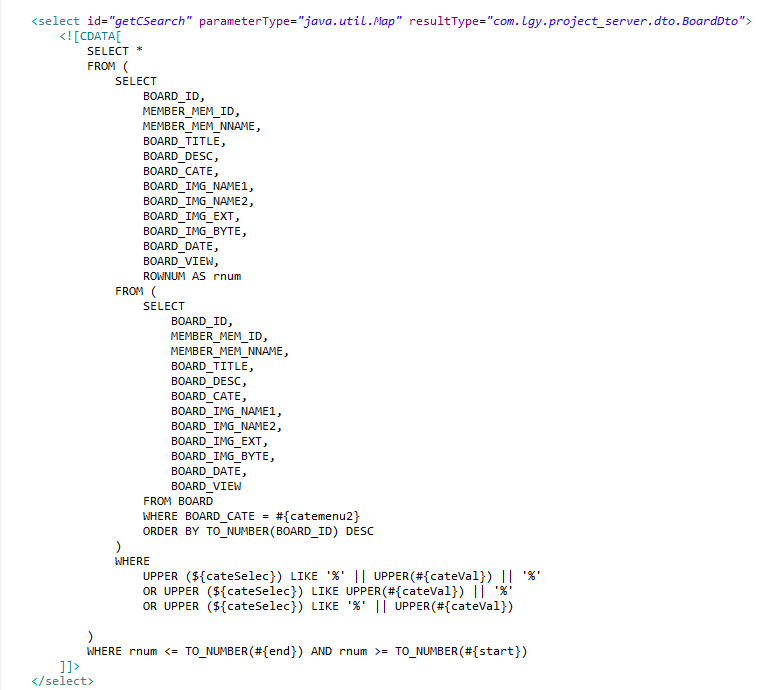 <select id="getCSearch" parameterType="java.util.Map" resultType="com.lgy.project_server.dto.BoardDto">
<![CDATA[
SELECT *
FROM (
SELECT
BOARD_ID,
MEMBER_MEM_ID,
MEMBER_MEM_NNAME,
BOARD_TITLE,
BOARD_DESC,
BOARD_CATE,
BOARD_IMG_NAME1,
BOARD_IMG_NAME2,
BOARD_IMG_EXT,
BOARD_IMG_BYTE,
BOARD_DATE,
BOARD_VIEW,
ROWNUM AS rnum
FROM (
SELECT
BOARD_ID,
MEMBER_MEM_ID,
MEMBER_MEM_NNAME,
BOARD_TITLE,
BOARD_DESC,
BOARD_CATE,
BOARD_IMG_NAME1,
BOARD_IMG_NAME2,
BOARD_IMG_EXT,
BOARD_IMG_BYTE,
BOARD_DATE,
BOARD_VIEW
FROM BOARD
WHERE BOARD_CATE = #{catemenu2}
ORDER BY TO_NUMBER(BOARD_ID) DESC
)
WHERE
UPPER (${cateSelec}) LIKE '%' || UPPER(#{cateVal}) || '%'
OR UPPER (${cateSelec}) LIKE UPPER(#{cateVal}) || '%'
OR UPPER (${cateSelec}) LIKE '%' || UPPER(#{cateVal})
)
WHERE rnum <= TO_NUMBER(#{end}) AND rnum >= TO_NUMBER(#{start})
]]>
</select>